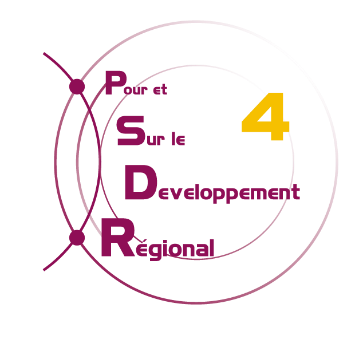 Pour et
4
Sur le
Developpement
Régional